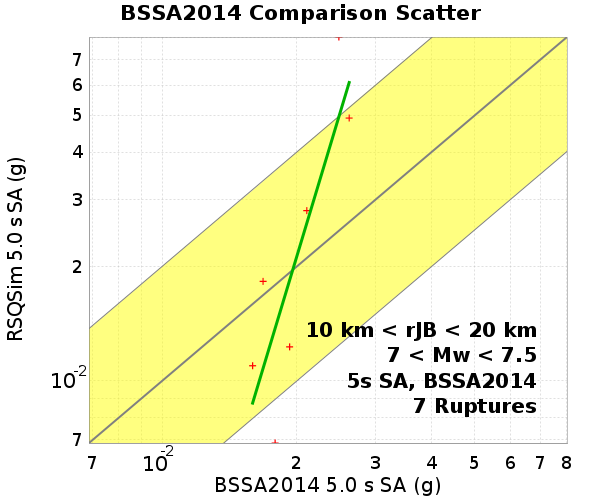 BSSA2014 Comparison Scatter
RSQSim 5.0 s SA (g)
7
6
5
4
3
2
10-2
7
10 km < rJB < 20 km
7 < Mw < 7.5
5s SA, BSSA2014
7 Ruptures
7 10-2 2 3 4 5 6 7 8
BSSA2014 5.0 s SA (g)